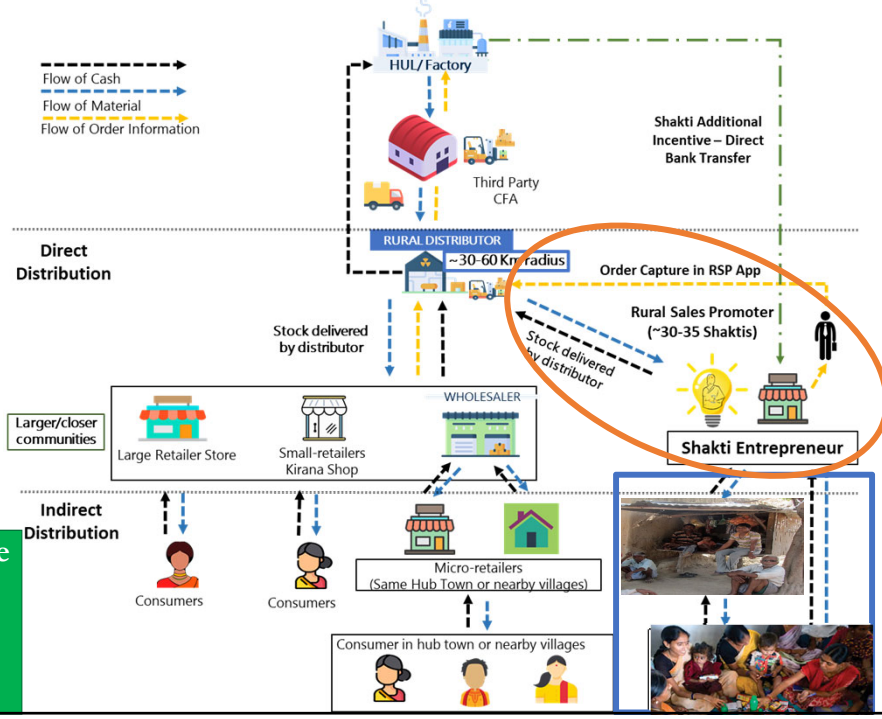 HUL/ Factory
Flow of Cash
Flow of Material
Flow of Order Information
Shakti Additional
Incentive – Direct
Bank Transfer
Third Party
CFA
Direct
Distribution
RURAL DISTRIBUTOR
~30-60 Km radius
Order Capture in RSP App
Rural Sales Promoter
(~30-35 Shaktis)
Stock delivered
by distributor
Stock delivered
by distributor
Larger/closer
communities
Large Retailer Store
Small-retailers
Kirana Shop
WHOLESALER
Shakti Entrepreneur
Indirect
Distribution
Consumers
Consumers
Micro-retailers
(Same Hub Town or nearby villages)
Consumer in hub town or nearby villages